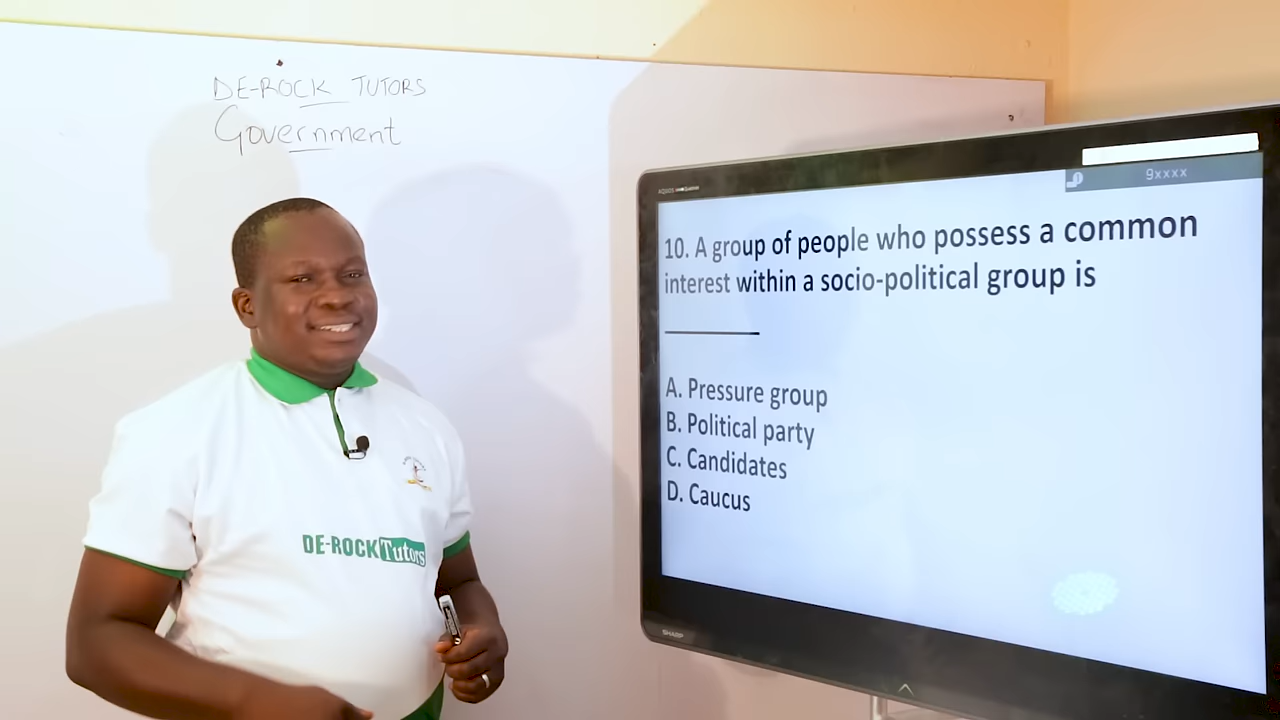 DE-ROCK TUTORS
Government
DE-ROCK Tutors
9xxxx
10. A group of people who possess a common
interest within a socio-political group is
A. Pressure group
B. Political party
C. Candidates
D. Caucus
SHARP